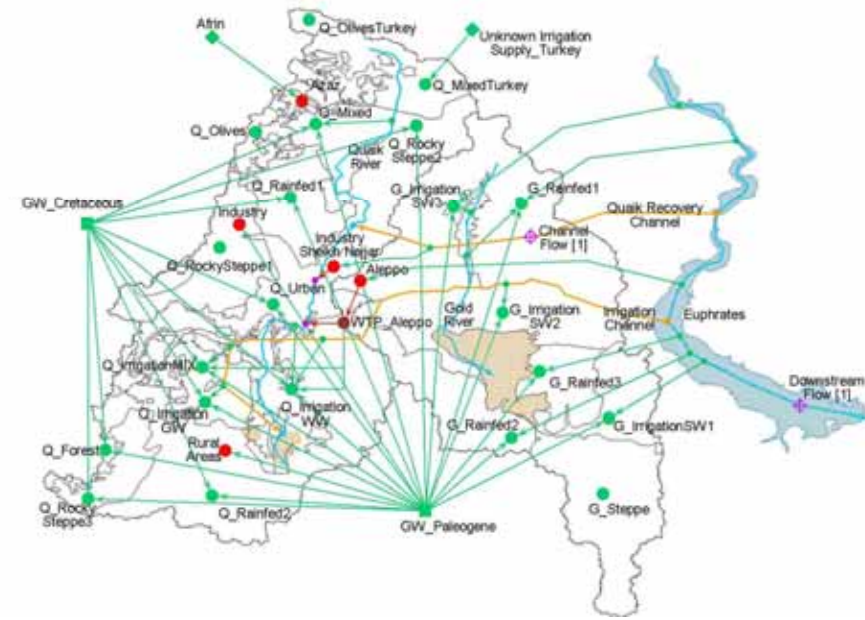 Afrin
Q_OlivesTurkey
Unknown Irrigation
Supply_Turkey
Azaz
Q_MixedTurkey
Q_Mixed
Q_Olives
Quaik
River
Q_Rocky
Steppe2
GW_Cretaceous
Q_Rainfed1
G_Irrigation
SW3
G_Rainfed1
Industry
Quaik Recovery
Channel
Channel
Flow [1]
Q_RockySteppe1
Industry
Sheikh Najjar
Aleppo
Q_Urban
Gold
River
G_Irrigation
SW2
Irrigation
Channel
Euphrates
WTP_Aleppo
Q_IrrigationMIX
G_Rainfed3
Downstream
Flow [1]
Q_Irrigation
GW
Q_Irrigation
WW
G_Rainfed2
G_IrrigationSW1
Q_Forest
Rural
Areas
Q_Rocky
Steppe3
Q_Rainfed2
GW_Paleogene
G_Steppe